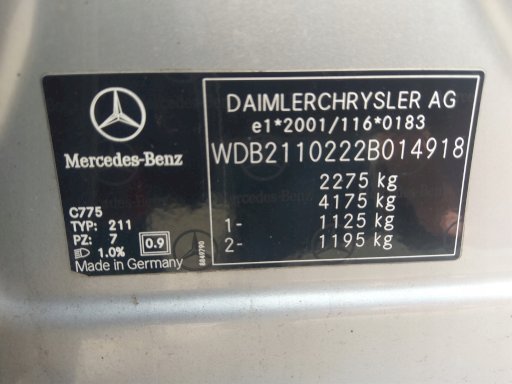 Mercedes-Benz
DAIMLERCHRYSLER AG
e1*2001/116*0183
WDB2110222B014918
2275 kg
4175 kg
1- 1125 kg
2- 1195 kg
C775
TYP: 211
PZ: 7
1.0% 0.9
Made in Germany
8849790